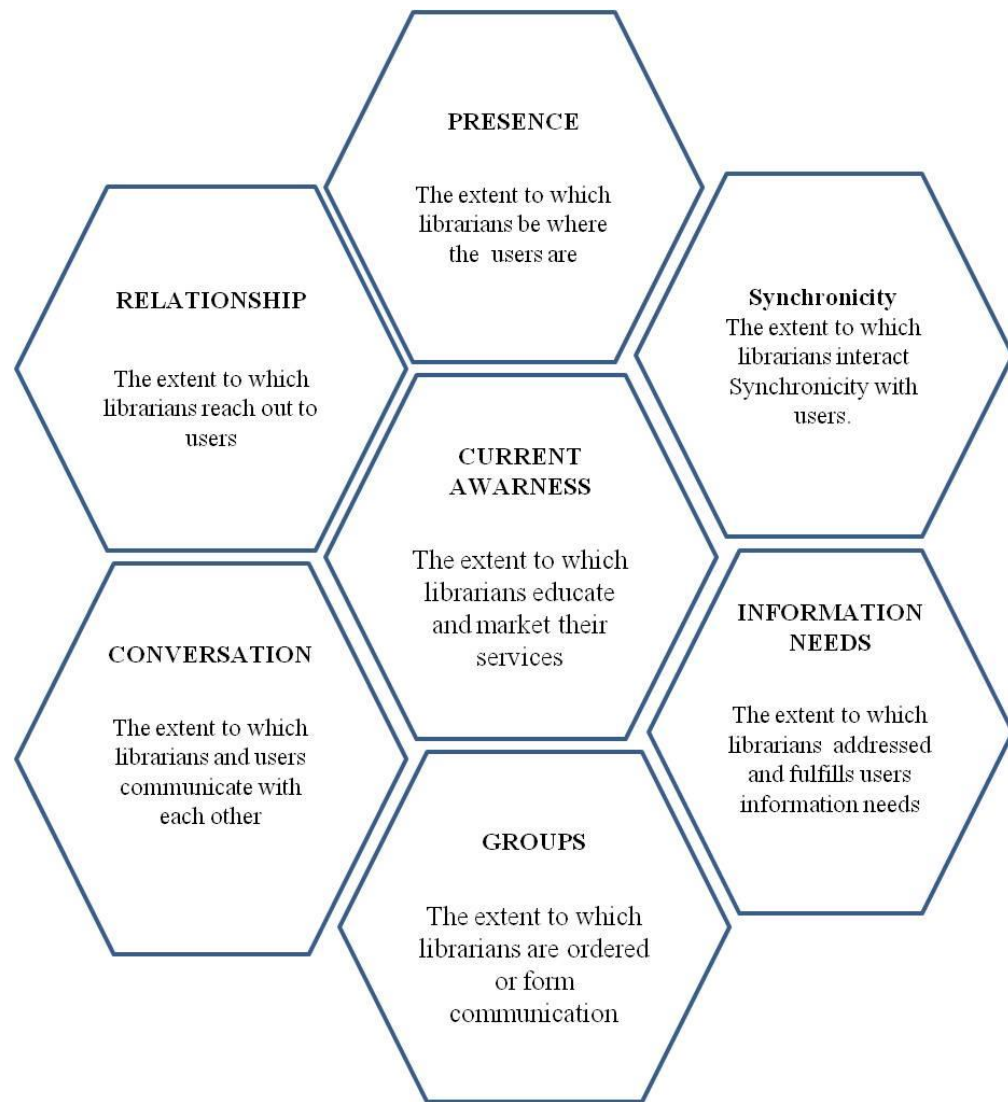 PRESENCE
The extent to which
librarians be where
the users are
RELATIONSHIP
The extent to which
librarians reach out to
users
Synchronicity
The extent to which
librarians interact
Synchronicity with
users.
CURRENT
AWARNESS
The extent to which
librarians educate
and market their
services
CONVERSATION
The extent to which
librarians and users
communicate with
each other
INFORMATION
NEEDS
The extent to which
librarians addressed
and fulfills users
information needs
GROUPS
The extent to which
librarians are ordered
or form
communication